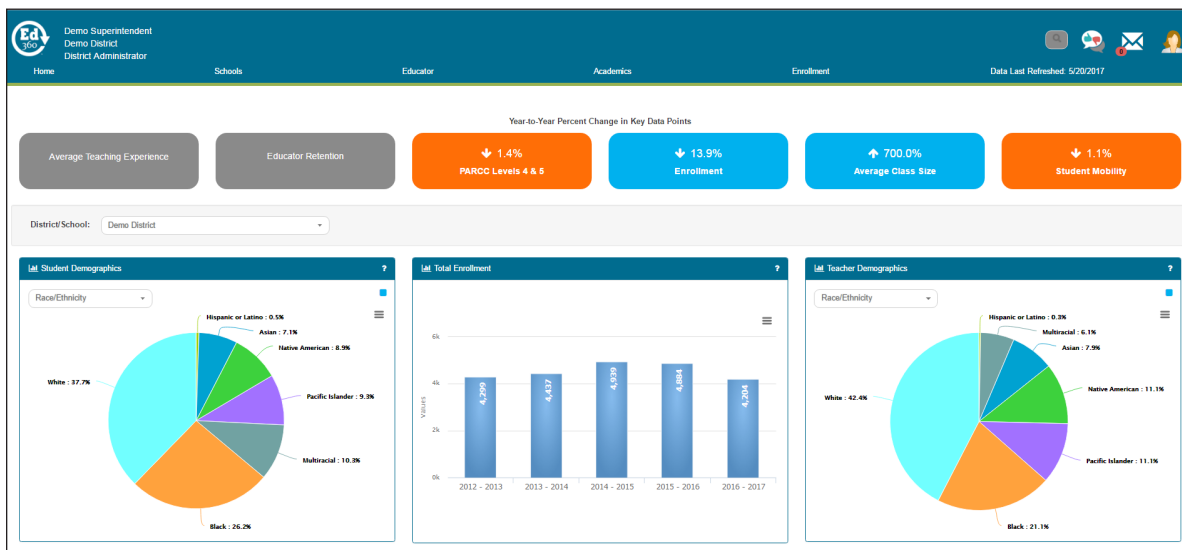 Ed
360
Demo Superintendent
Demo District
District Administrator
0
Home Schools Educator Academics Enrollment Data Last Refreshed: 5/20/2017
Year-to-Year Percent Change in Key Data Points
Average Teaching Experience
Educator Retention
1.4%
PARCC Levels 4 & 5
13.9%
Enrollment
700.0%
Average Class Size
1.1%
Student Mobility
District/School: Demo District
Student Demographics ?
Race/Ethnicity
Hispanic or Latino : 0.5%
Asian : 7.1%
Native American : 8.9%
White : 37.7%
Pacific Islander : 9.3%
Multiracial : 10.3%
Black : 26.2%
Total Enrollment ?
Values
6k
4k
2k
0k
4,299
4,437
4,939
4,884
4,204
2012 - 2013
2013 - 2014
2014 - 2015
2015 - 2016
2016 - 2017
Teacher Demographics ?
Race/Ethnicity
Hispanic or Latino : 0.3%
Multiracial : 6.1%
Asian : 7.9%
Native American : 11.1%
White : 42.4%
Pacific Islander : 11.1%
Black : 21.1%